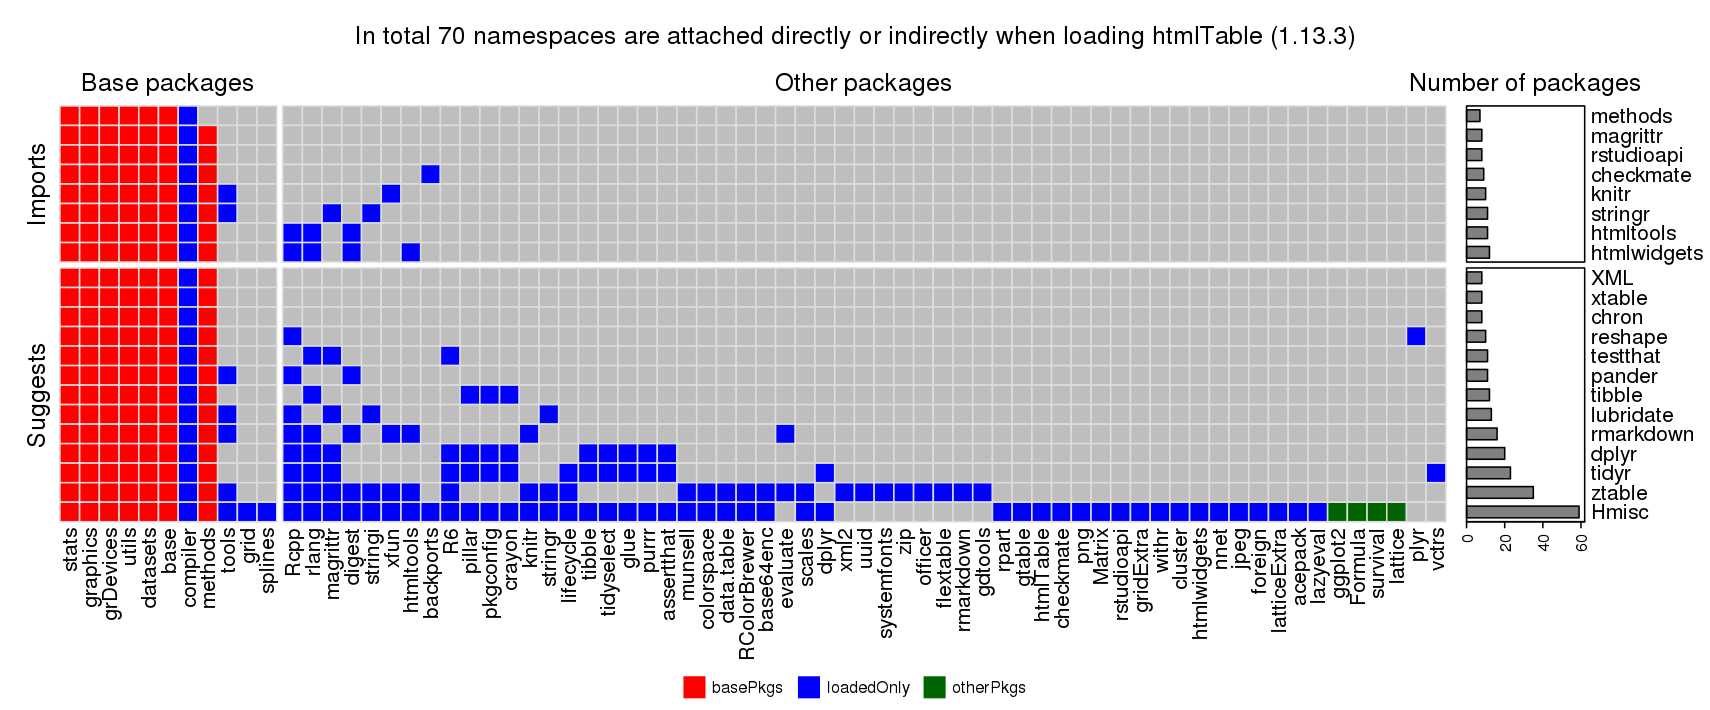 In total 70 namespaces are attached directly or indirectly when loading htmlTable (1.13.3)
Base packages
Other packages
Number of packages
Imports
methods
magrittr
rstudioapi
checkmate
knitr
stringr
htmltools
htmlwidgets
Suggests
XML
xtable
chron
reshape
testthat
pander
tibble
lubridate
rmarkdown
dplyr
tidyr
ztable
Hmisc
stats
graphics
grDevices
utils
datasets
base
compiler
methods
tools
grid
splines
Rcpp
rlang
magrittr
digest
stringi
xfun
htmltools
backports
R6
pillar
pkgconfig
crayon
knitr
stringr
lifecycle
tibble
tidyselect
glue
purrr
assertthat
munsell
colorspace
data.table
RColorBrewer
base64enc
evaluate
scales
dplyr
xml2
uuid
systemfonts
zip
officer
flextable
rmarkdown
gdtools
rpart
gtable
htmlTable
checkmate
png
Matrix
rstudioapi
gridExtra
withr
cluster
htmlwidgets
nnet
jpeg
foreign
latticeExtra
acepack
lazyeval
ggplot2
Formula
survival
lattice
plyr
vctrs
0
20
40
60
basePkgs
loadedOnly
otherPkgs